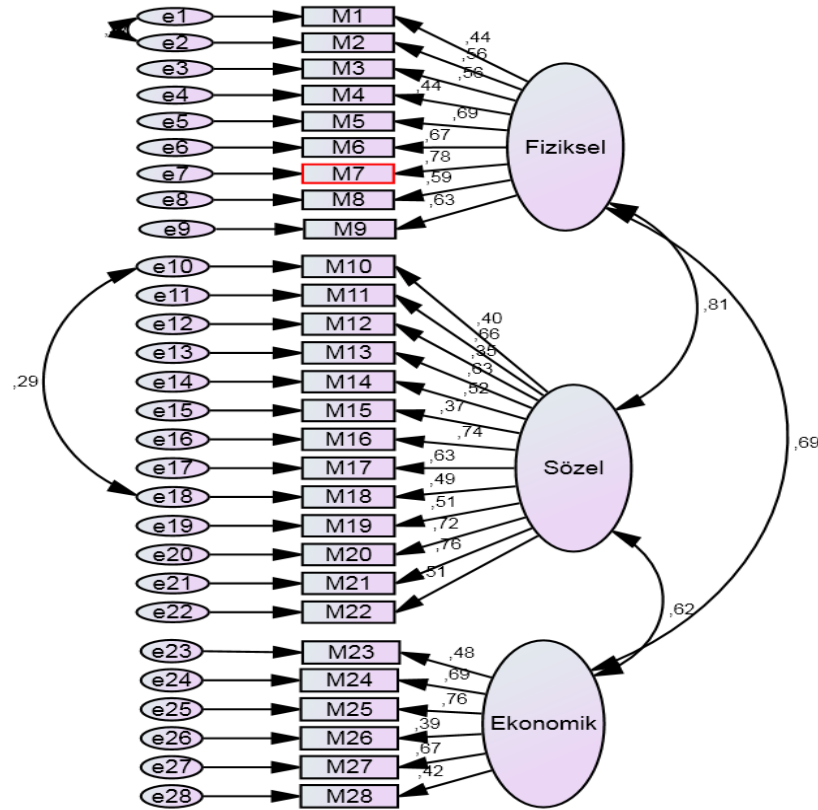 e1 M1 ,44
e2 M2 ,56
e3 M3 ,56
e4 M4 ,44
e5 M5 ,69
e6 M6 ,67
e7 M7 ,78
e8 M8 ,59
e9 M9 ,63
Fiziksel
e10 M10 ,40
e11 M11 ,66
e12 M12 ,35
e13 M13 ,63
e14 M14 ,52
e15 M15 ,37
e16 M16 ,74
e17 M17 ,63
e18 M18 ,49
e19 M19 ,51
e20 M20 ,72
e21 M21 ,76
e22 M22 ,51
Sözel
,29
,81
,69
,62
e23 M23 ,48
e24 M24 ,69
e25 M25 ,76
e26 M26 ,39
e27 M27 ,67
e28 M28 ,42
Ekonomik